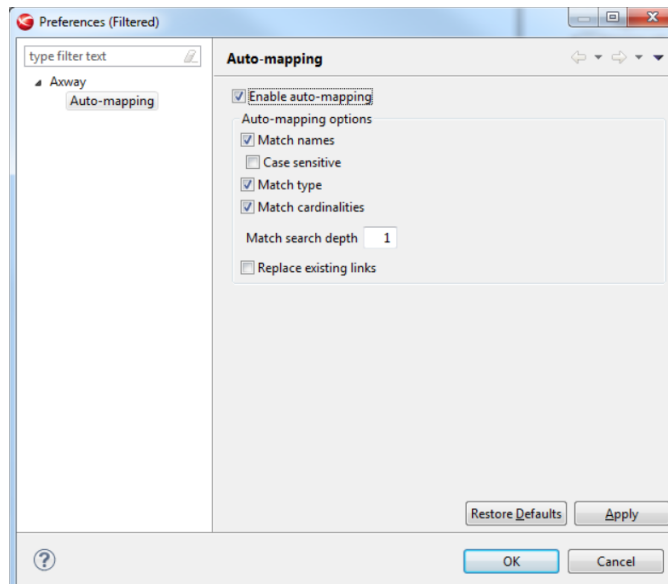 Preferences (Filtered)
type filter text
Axway
Auto-mapping
Auto-mapping
Enable auto-mapping
Auto-mapping options
Match names
Case sensitive
Match type
Match cardinalities
Match search depth 1
Replace existing links
Restore Defaults Apply
OK Cancel